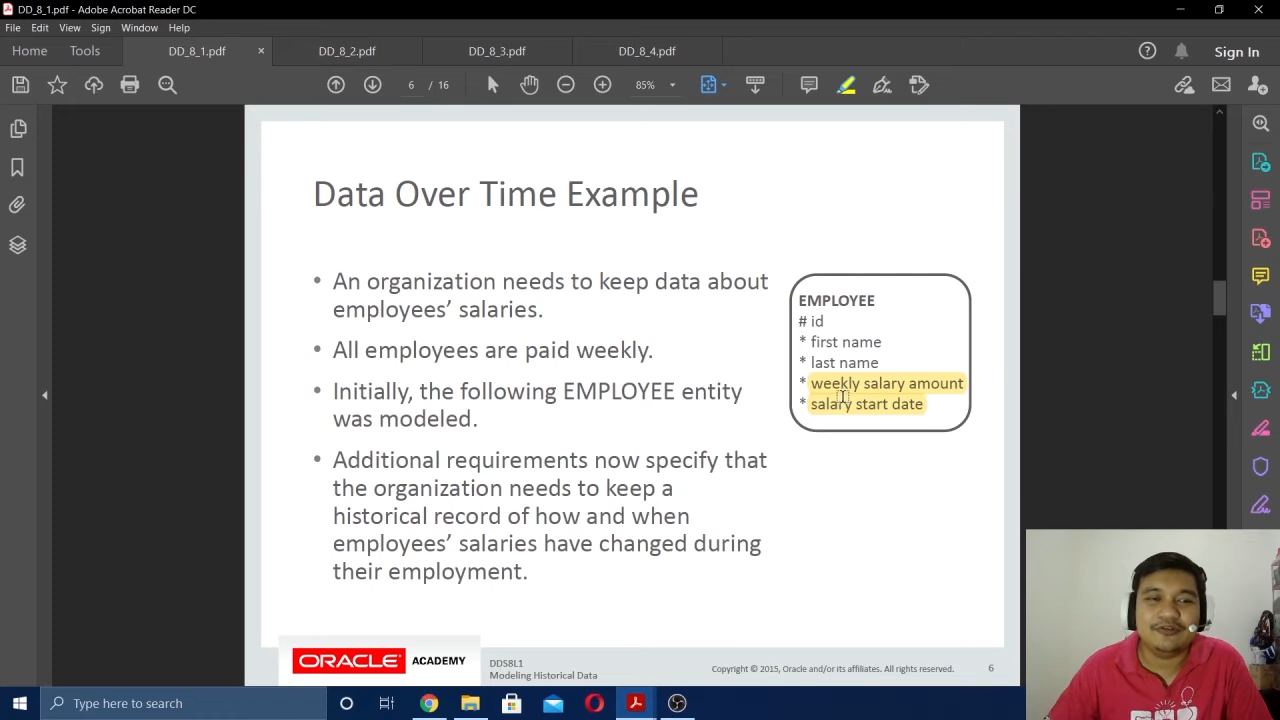 DD_8_1.pdf - Adobe Acrobat Reader DC
File Edit View Sign Window Help
Home Tools DD_8_1.pdf × DD_8_2.pdf DD_8_3.pdf DD_8_4.pdf Sign In
6 / 16 85%
Data Over Time Example
• An organization needs to keep data about
employees’ salaries.
• All employees are paid weekly.
• Initially, the following EMPLOYEE entity
was modeled.
• Additional requirements now specify that
the organization needs to keep a
historical record of how and when
employees’ salaries have changed during
their employment.
EMPLOYEE
# id
* first name
* last name
* weekly salary amount
* salary start date
ORACLE ACADEMY
DDS8L1
Modeling Historical Data
Copyright © 2015, Oracle and/or its affiliates. All rights reserved. 6
Type here to search